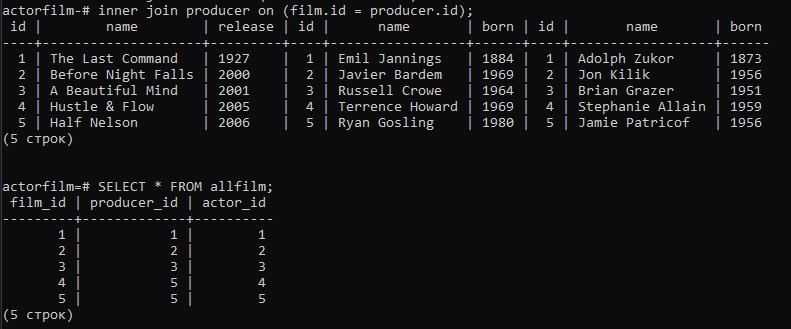 actorfilm-# inner join producer on (film.id = producer.id);
 id |        name        | release | id |      name       | born | id |      name       | born
----+--------------------+---------+----+-----------------+------+----+-----------------+------
  1 | The Last Command   | 1927    |  1 | Emil Jannings   | 1884 |  1 | Adolph Zukor    | 1873
  2 | Before Night Falls | 2000    |  2 | Javier Bardem   | 1969 |  2 | Jon Kilik       | 1956
  3 | A Beautiful Mind   | 2001    |  3 | Russell Crowe   | 1964 |  3 | Brian Grazer    | 1951
  4 | Hustle & Flow      | 2005    |  4 | Terrence Howard | 1969 |  4 | Stephanie Allain | 1959
  5 | Half Nelson        | 2006    |  5 | Ryan Gosling    | 1980 |  5 | Jamie Patricof  | 1956
(5 строк)
actorfilm=# SELECT * FROM allfilm;
 film_id | producer_id | actor_id
---------+-------------+----------
       1 |           1 |        1
       2 |           2 |        2
       3 |           3 |        3
       4 |           5 |        4
       5 |           5 |        5
(5 строк)